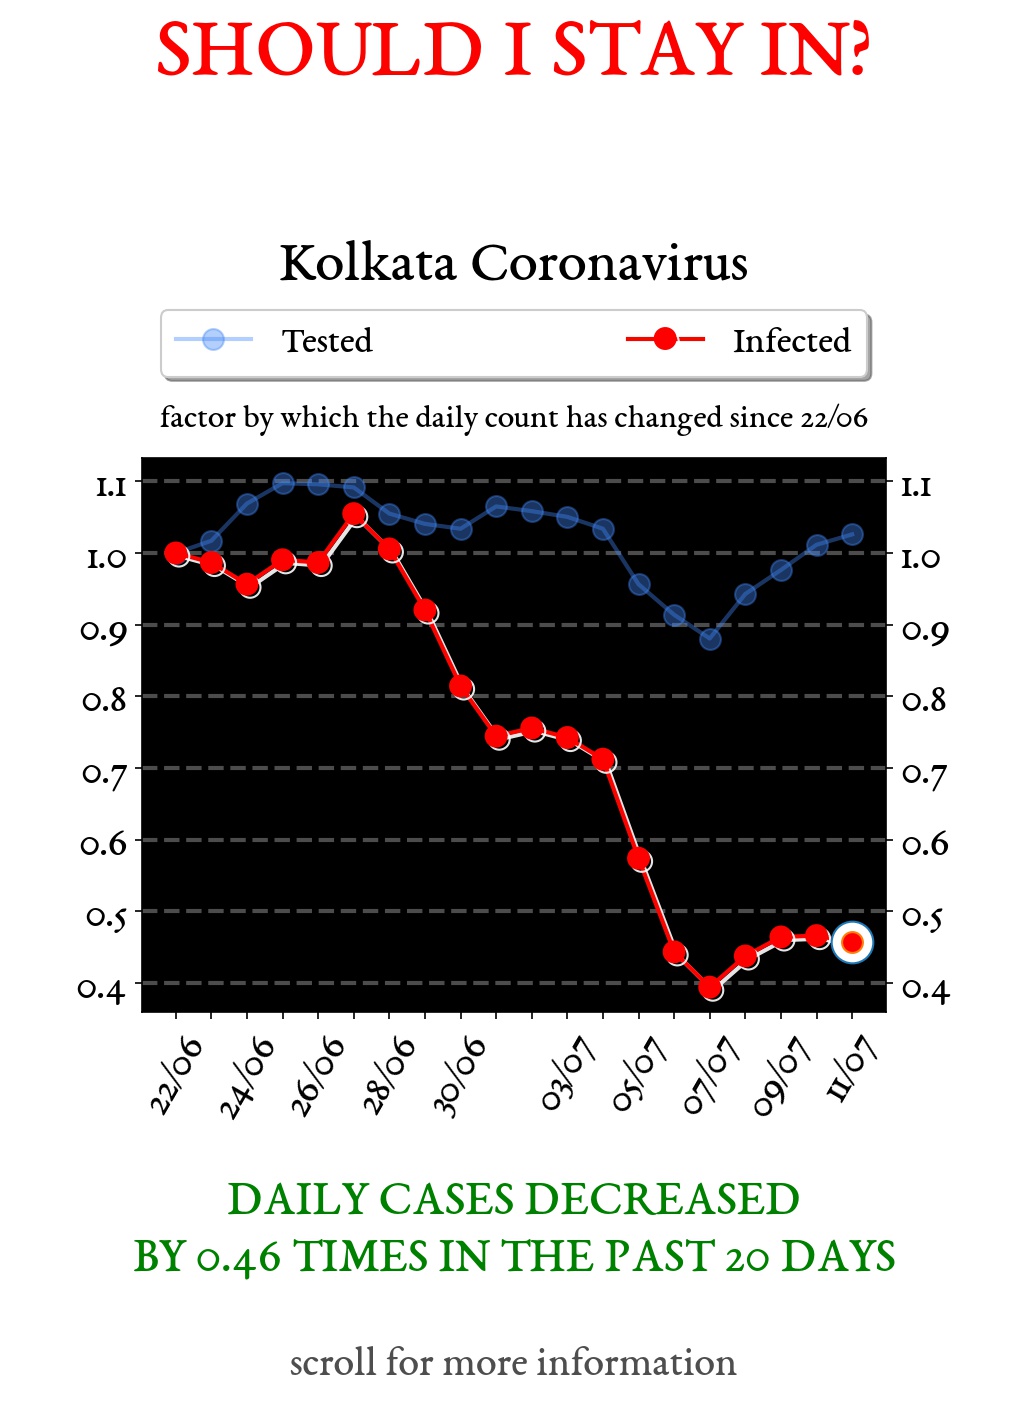 SHOULD I STAY IN?
Kolkata Coronavirus
Tested Infected
factor by which the daily count has changed since 22/06
1.1 1.1
1.0 1.0
0.9 0.9
0.8 0.8
0.7 0.7
0.6 0.6
0.5 0.5
0.4 0.4
22/06 24/06 26/06 28/06 30/06 03/07 05/07 07/07 09/07 11/07
DAILY CASES DECREASED
BY 0.46 TIMES IN THE PAST 20 DAYS
scroll for more information